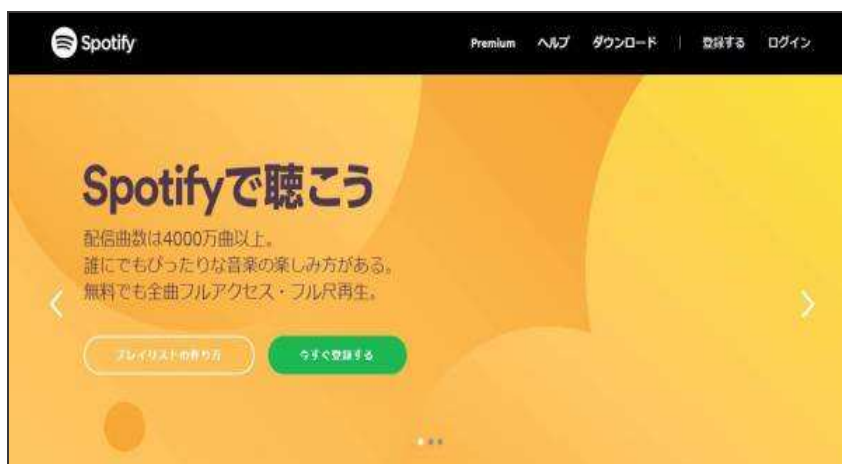 Spotify
Premium ヘルプ ダウンロード | 登録する ログイン
Spotifyで聴こう
配信曲数は4000万曲以上。
誰にでもぴったりな音楽の楽しみ方がある。
無料でも全曲フルアクセス・フル尺再生。
プレイリストの作り方 今すぐ登録する